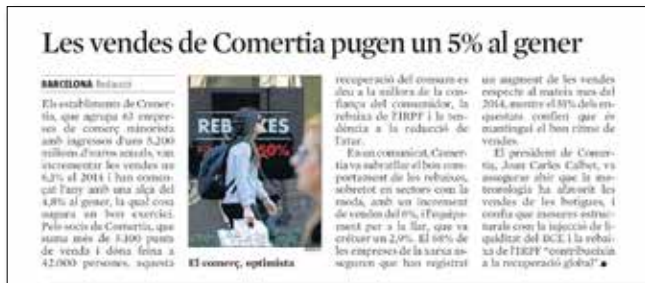 Les vendes de Comertia pugen un 5% al gener
BARCELONA Redacció
Els establiments de Comer-
tia, que agrupa 63 empre-
ses de comerç minorista
amb ingressos d'uns 5.200
milions d'euros anuals, van
incrementar les vendes un
6,2% el 2014 i han comen-
çat l'any amb una alça del
4,8% al gener, la qual cosa
augura un bon exercici.
Pels socis de Comertia, que
suma més de 3.100 punts
de venda i dóna feina a
42.000 persones, aquesta
REB XES
50%
El comerç, optimista
recuperació del consum es
deu a la millora de la con-
fiança del consumidor, la
rebaixa de l'IRPF i la ten-
dència a la reducció de
l'atur.
En un comunicat, Comer-
tia va subratllar el bon com-
portament de les rebaixes,
sobretot en sectors com la
moda, amb un increment
de vendes del 6%, i l'equipa-
ment per a la llar, que va
créixer un 2,9%. El 68% de
les empreses de la xarxa as-
seguren que han registrat
un augment de les vendes
respecte al mateix mes del
2014, mentre el 81% dels en-
questats confien que es
mantingui el bon ritme de
vendes.
El president de Comer-
tia, Joan Carles Calbet, va
assegurar ahir que la me-
teorologia ha afavorit les
vendes de les botigues, i
confia que mesures estruc-
turals com la injecció de li-
quiditat del BCE i la rebai-
xa de l'IRPF "contribueixin
a la recuperació global".